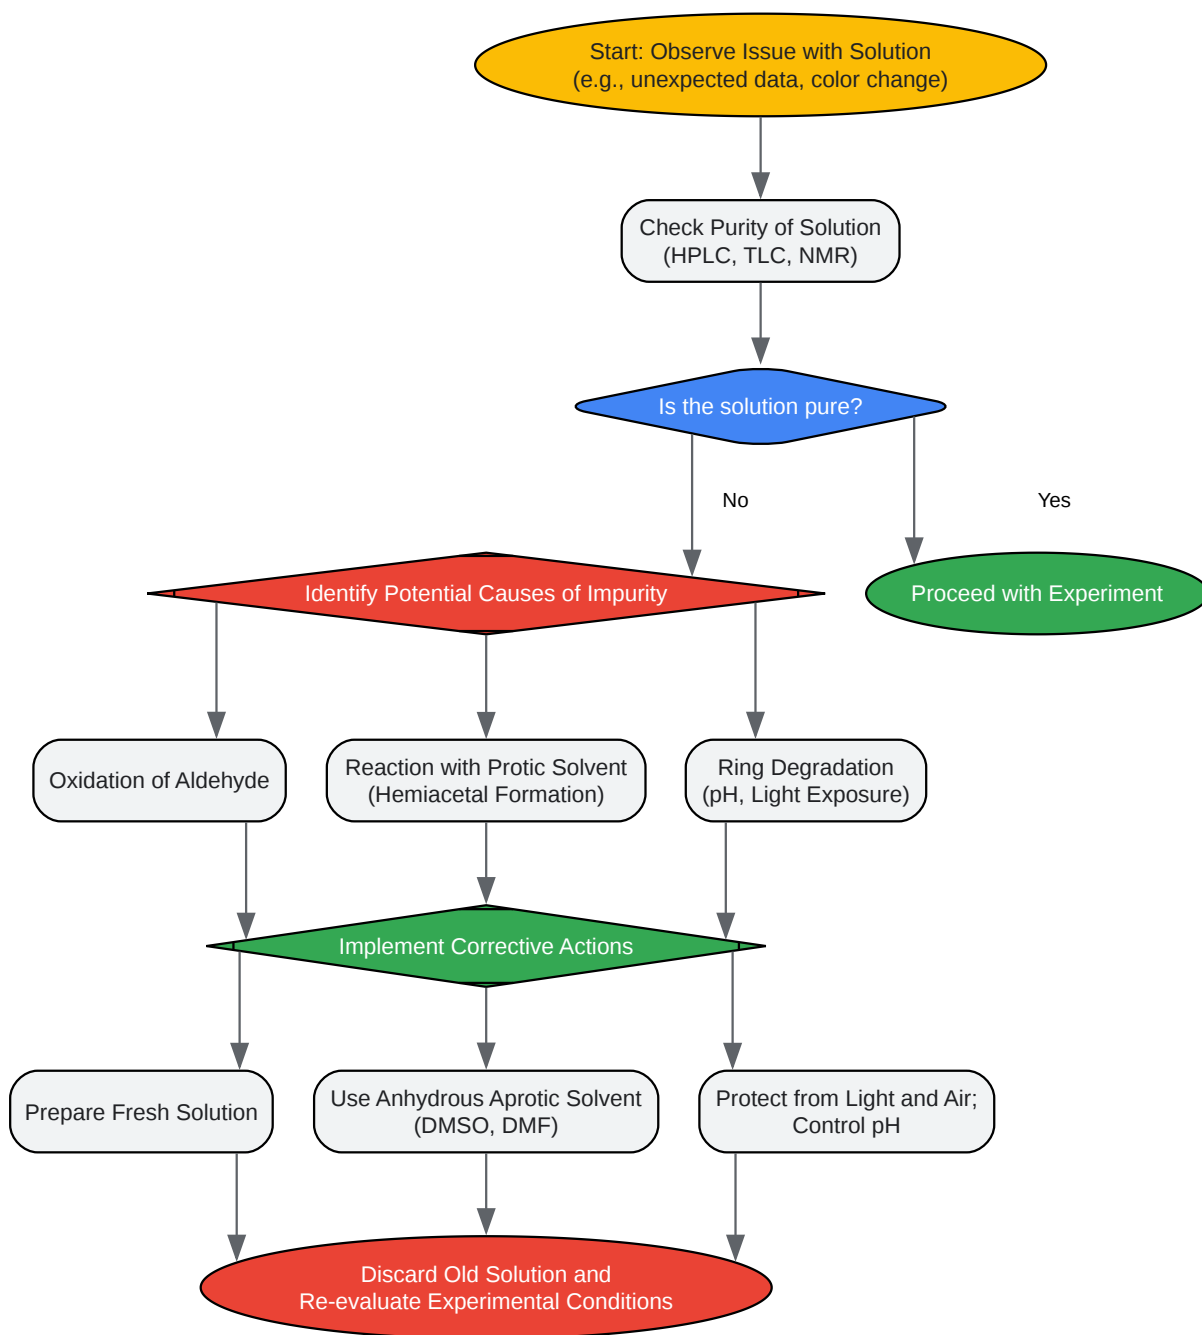 Start: Observe Issue with Solution
(e.g., unexpected data, color change)
Check Purity of Solution
(HPLC, TLC, NMR)
Is the solution pure?
No
Yes
Identify Potential Causes of Impurity
Proceed with Experiment
Oxidation of Aldehyde
Reaction with Protic Solvent
(Hemiacetal Formation)
Ring Degradation
(pH, Light Exposure)
Implement Corrective Actions
Prepare Fresh Solution
Use Anhydrous Aprotic Solvent
(DMSO, DMF)
Protect from Light and Air;
Control pH
Discard Old Solution and
Re-evaluate Experimental Conditions